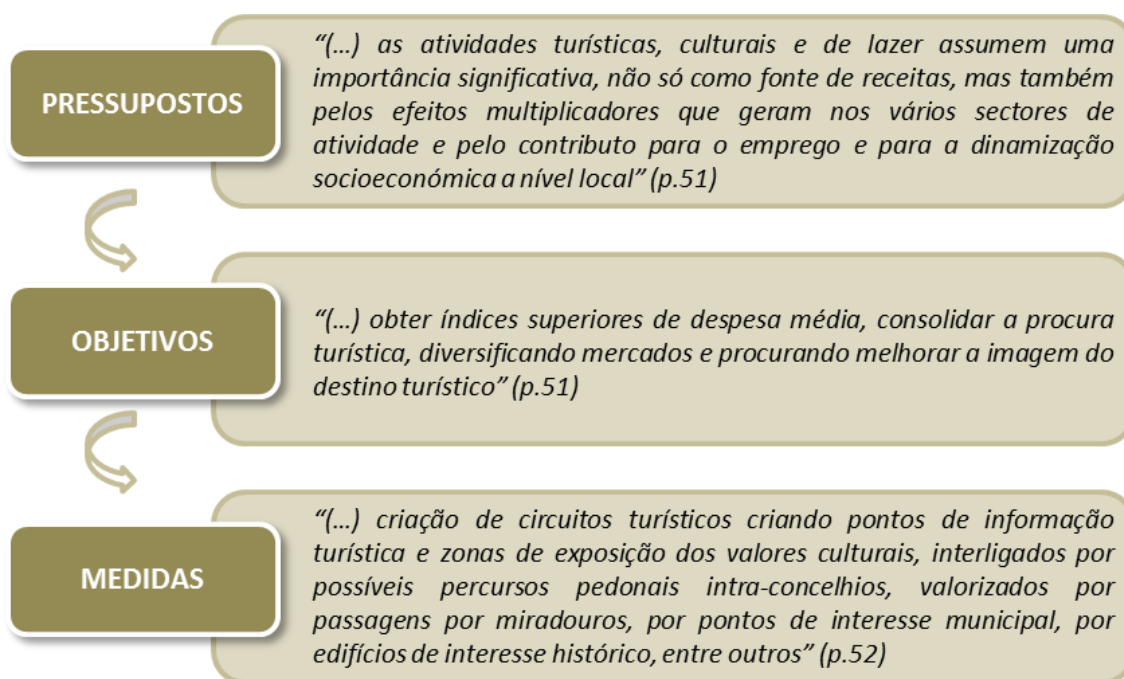 PRESSUPOSTOS
“(...) as atividades turísticas, culturais e de lazer assumem uma
importância significativa, não só como fonte de receitas, mas também
pelos efeitos multiplicadores que geram nos vários sectores de
atividade e pelo contributo para o emprego e para a dinamização
socioeconómica a nível local” (p.51)
OBJETIVOS
“(...) obter índices superiores de despesa média, consolidar a procura
turística, diversificando mercados e procurando melhorar a imagem do
destino turístico” (p.51)
MEDIDAS
“(...) criação de circuitos turísticos criando pontos de informação
turística e zonas de exposição dos valores culturais, interligados por
possíveis percursos pedonais intra-concelhios, valorizados por
passagens por miradouros, por pontos de interesse municipal, por
edifícios de interesse histórico, entre outros” (p.52)